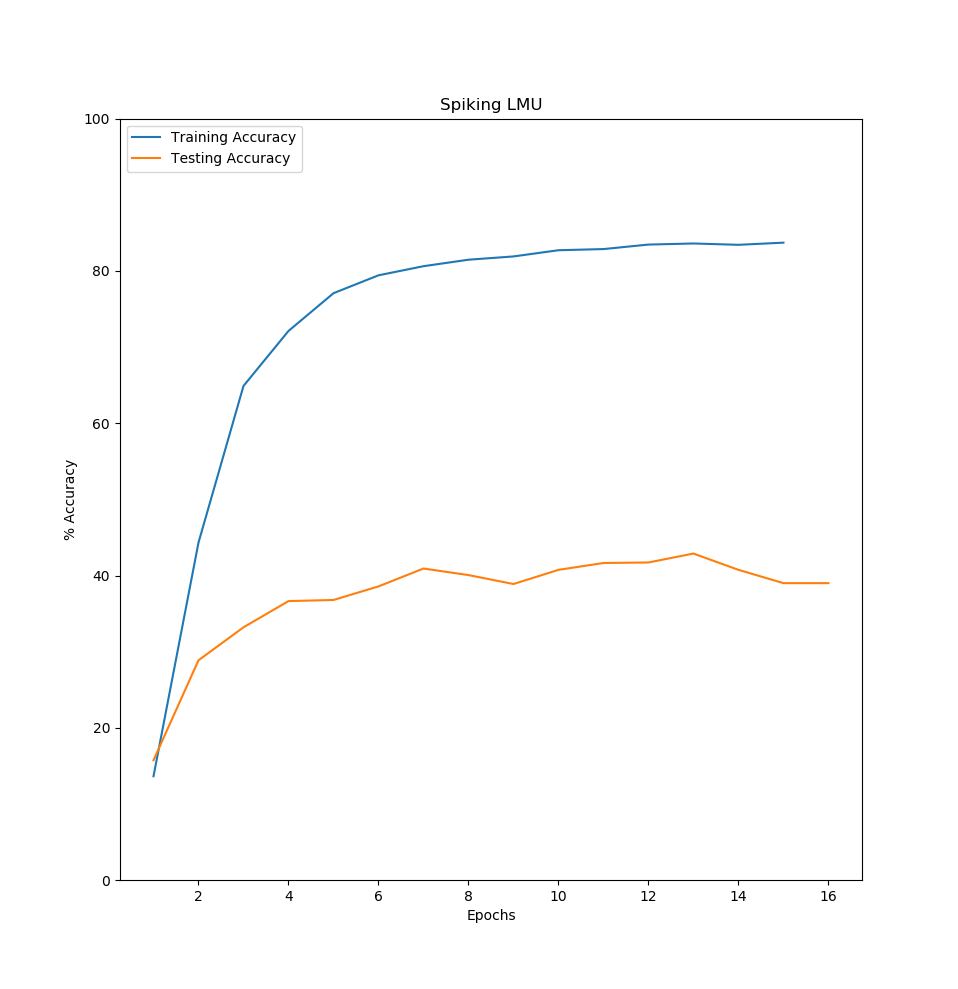 Spiking LMU
100
Training Accuracy
Testing Accuracy
80
60
% Accuracy
40
20
0
2 4 6 8 10 12 14 16
Epochs